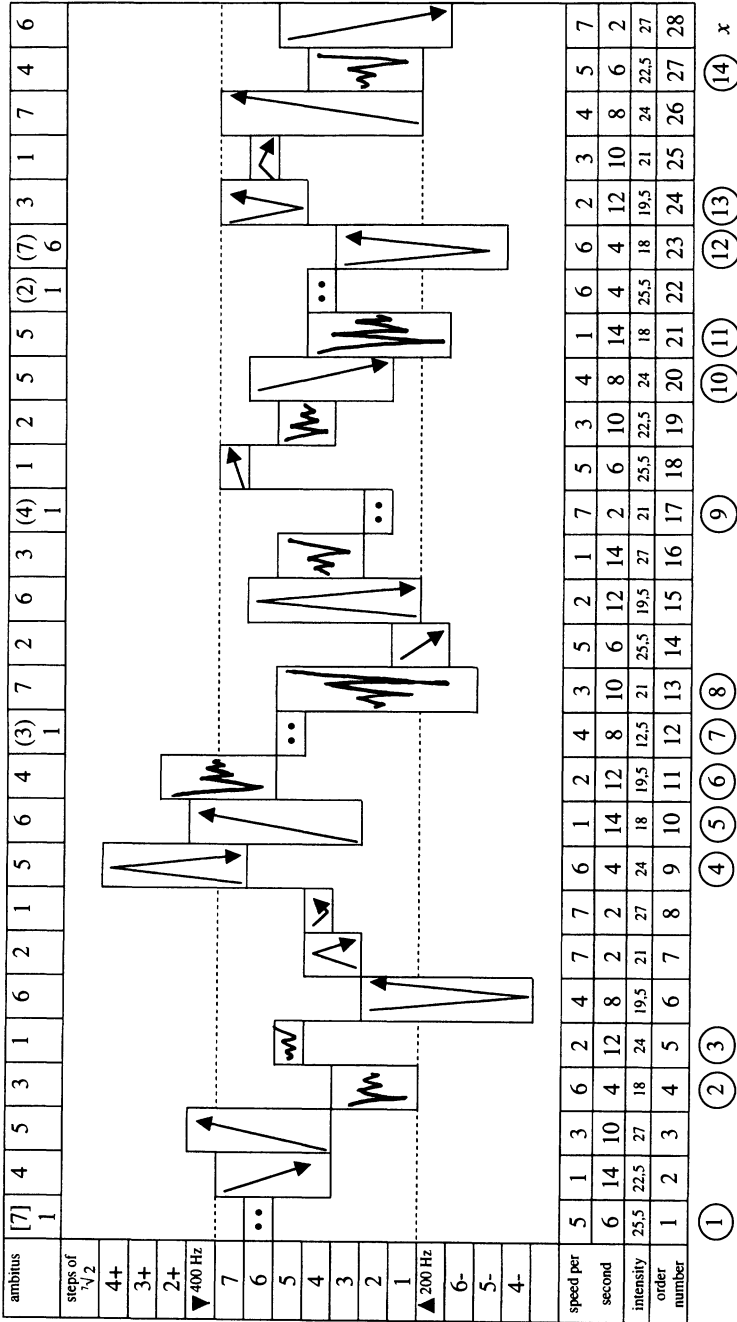 ambitus [7] 4 5 3 1 6 2 1 5 6 4 (3) 7 2 6 3 (4) 1 2 5 5 (2) (7) 3 1 7 4 6
1 1 1 1 6
steps of
⁷√2
4+
3+
2+
▼400 Hz
7
6
5
4
3
2
1
▲200 Hz
6-
5-
4-
speed per 5 1 3 6 2 4 7 7 6 1 2 4 3 5 2 1 7 5 3 4 1 6 6 2 3 4 5 7
second 6 14 10 4 12 8 2 2 4 14 12 8 10 6 12 14 2 6 10 8 14 4 4 12 10 8 6 2
intensity 25,5 22,5 27 18 24 19,5 21 27 24 18 19,5 12,5 21 25,5 19,5 27 21 25,5 22,5 24 18 25,5 18 19,5 21 24 22,5 27
order
number 1 2 3 4 5 6 7 8 9 10 11 12 13 14 15 16 17 18 19 20 21 22 23 24 25 26 27 28
1 2 3 4 5 6 7 8 9 10 11 12 13 14 x